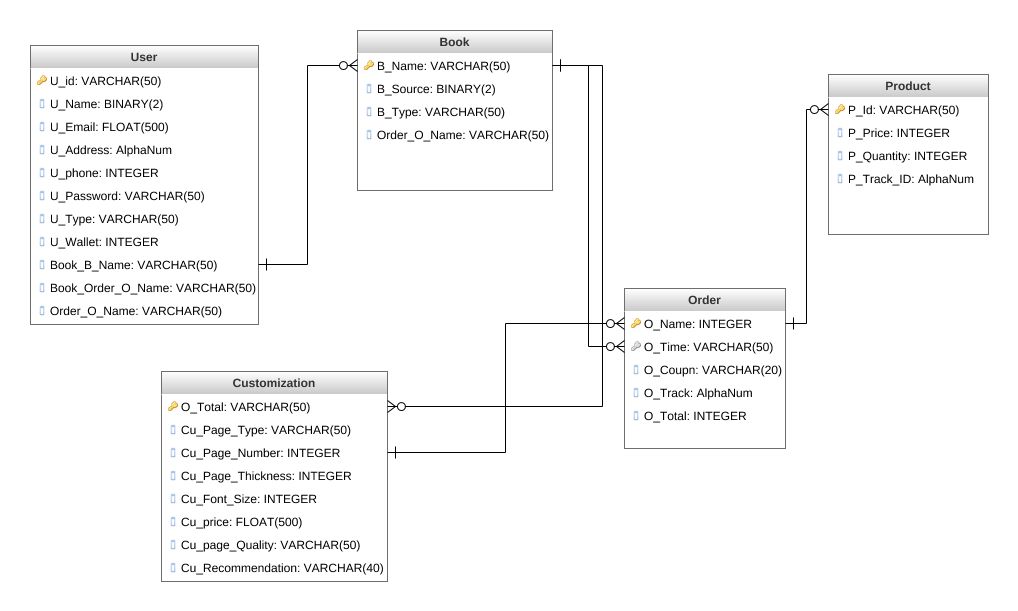 User
U_id: VARCHAR(50)
U_Name: BINARY(2)
U_Email: FLOAT(500)
U_Address: AlphaNum
U_phone: INTEGER
U_Password: VARCHAR(50)
U_Type: VARCHAR(50)
U_Wallet: INTEGER
Book_B_Name: VARCHAR(50)
Book_Order_O_Name: VARCHAR(50)
Order_O_Name: VARCHAR(50)
Book
B_Name: VARCHAR(50)
B_Source: BINARY(2)
B_Type: VARCHAR(50)
Order_O_Name: VARCHAR(50)
Product
P_Id: VARCHAR(50)
P_Price: INTEGER
P_Quantity: INTEGER
P_Track_ID: AlphaNum
Order
O_Name: INTEGER
O_Time: VARCHAR(50)
O_Coupn: VARCHAR(20)
O_Track: AlphaNum
O_Total: INTEGER
Customization
O_Total: VARCHAR(50)
Cu_Page_Type: VARCHAR(50)
Cu_Page_Number: INTEGER
Cu_Page_Thickness: INTEGER
Cu_Font_Size: INTEGER
Cu_price: FLOAT(500)
Cu_page_Quality: VARCHAR(50)
Cu_Recommendation: VARCHAR(40)